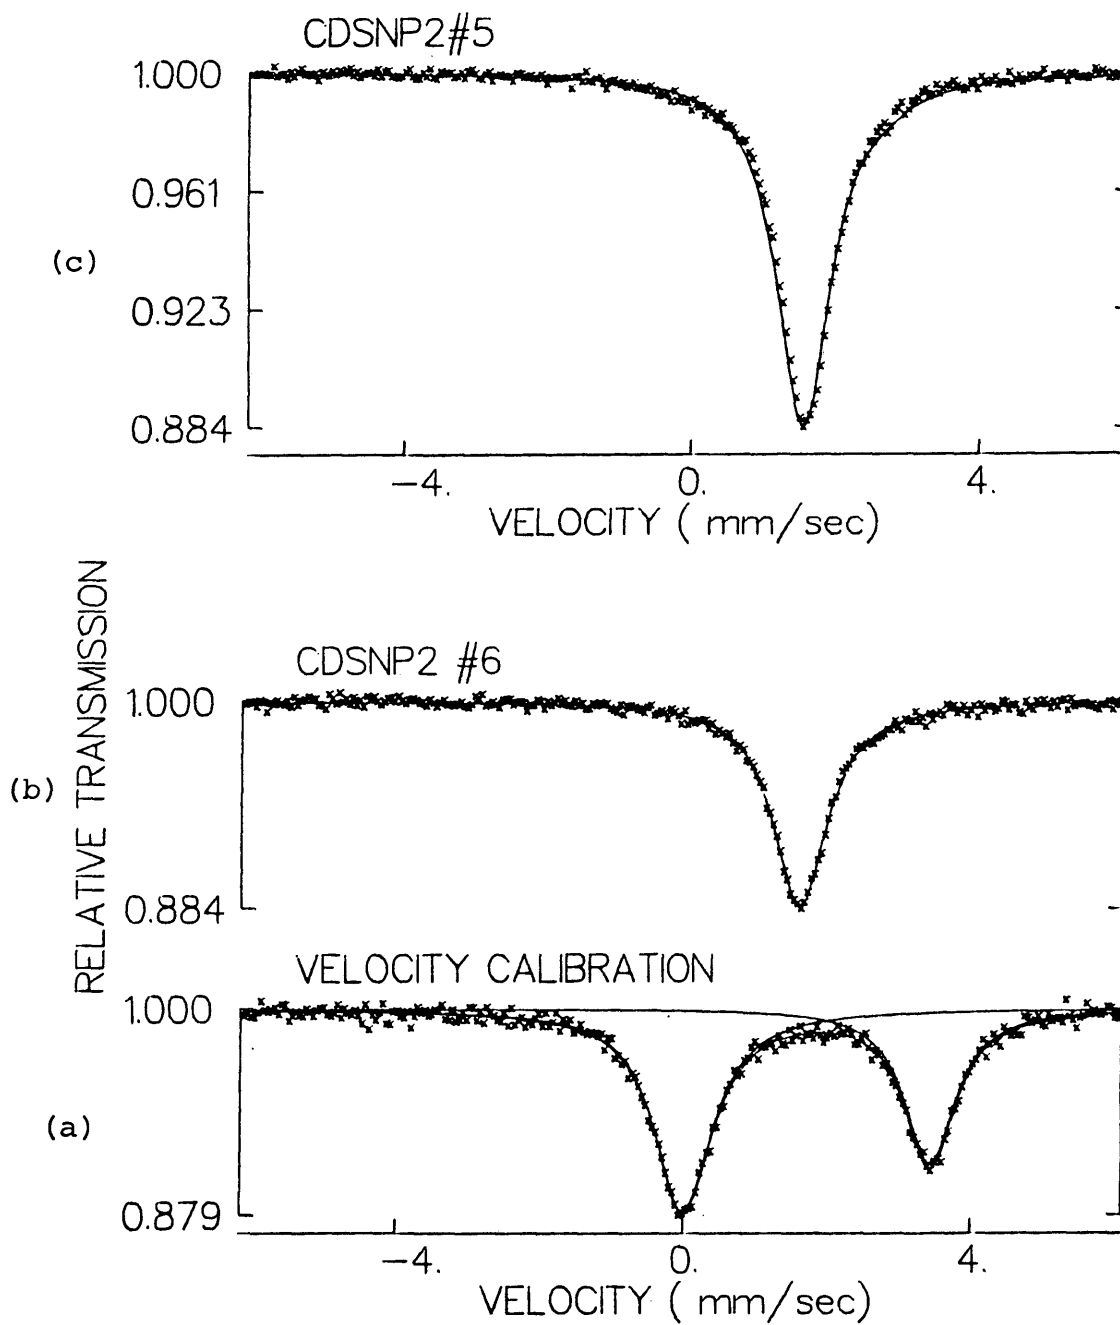 CDSNP2#5
1.000
0.961
(c)
0.923
0.884
-4. 0. 4.
VELOCITY ( mm/sec)
RELATIVE TRANSMISSION
CDSNP2 #6
1.000
(b)
0.884
VELOCITY CALIBRATION
1.000
(a)
0.879
-4. 0. 4.
VELOCITY ( mm/sec)